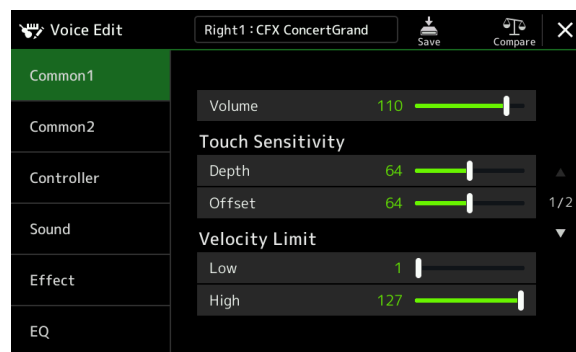 Voice Edit
Right1 : CFX ConcertGrand
Save
Compare
Common1
Common2
Controller
Sound
Effect
EQ
Volume 110
Touch Sensitivity
Depth 64
Offset 64
Velocity Limit
Low 1
High 127
1/2